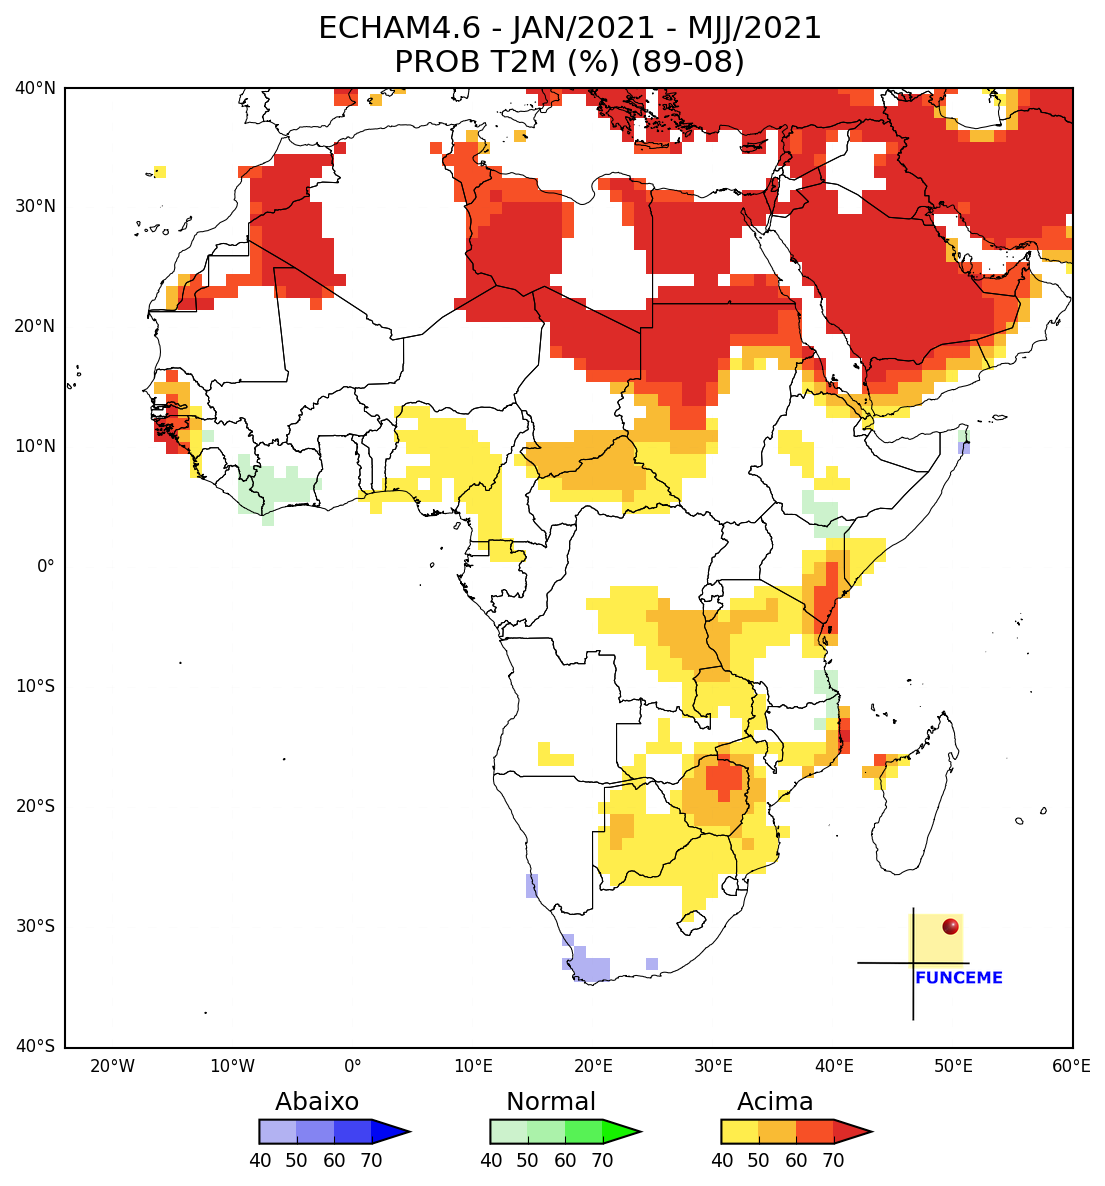 ECHAM4.6 - JAN/2021 - MJJ/2021
PROB T2M (%) (89-08)
40°N
30°N
20°N
10°N
0°
10°S
20°S
30°S
40°S
FUNCEME
20°W 10°W 0° 10°E 20°E 30°E 40°E 50°E 60°E
Abaixo Normal Acima
40 50 60 70 40 50 60 70 40 50 60 70